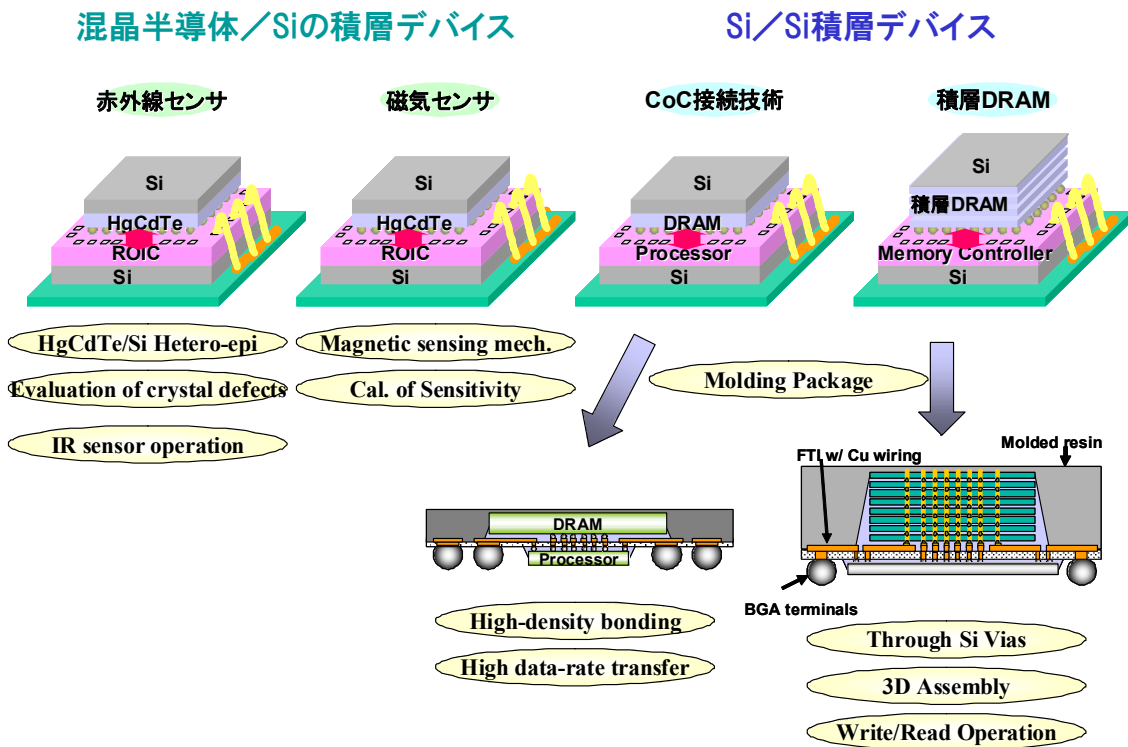 混晶半導体／Siの積層デバイス
Si／Si積層デバイス
赤外線センサ
磁気センサ
CoC接続技術
積層DRAM
Si
HgCdTe
ROIC
Si
Si
HgCdTe
ROIC
Si
Si
DRAM
Processor
Si
Si
積層DRAM
Memory Controller
Si
HgCdTe/Si Hetero-epi
Evaluation of crystal defects
IR sensor operation
Magnetic sensing mech.
Cal. of Sensitivity
Molding Package
DRAM
Processor
High-density bonding
High data-rate transfer
FTI w/ Cu wiring
Molded resin
BGA terminals
Through Si Vias
3D Assembly
Write/Read Operation